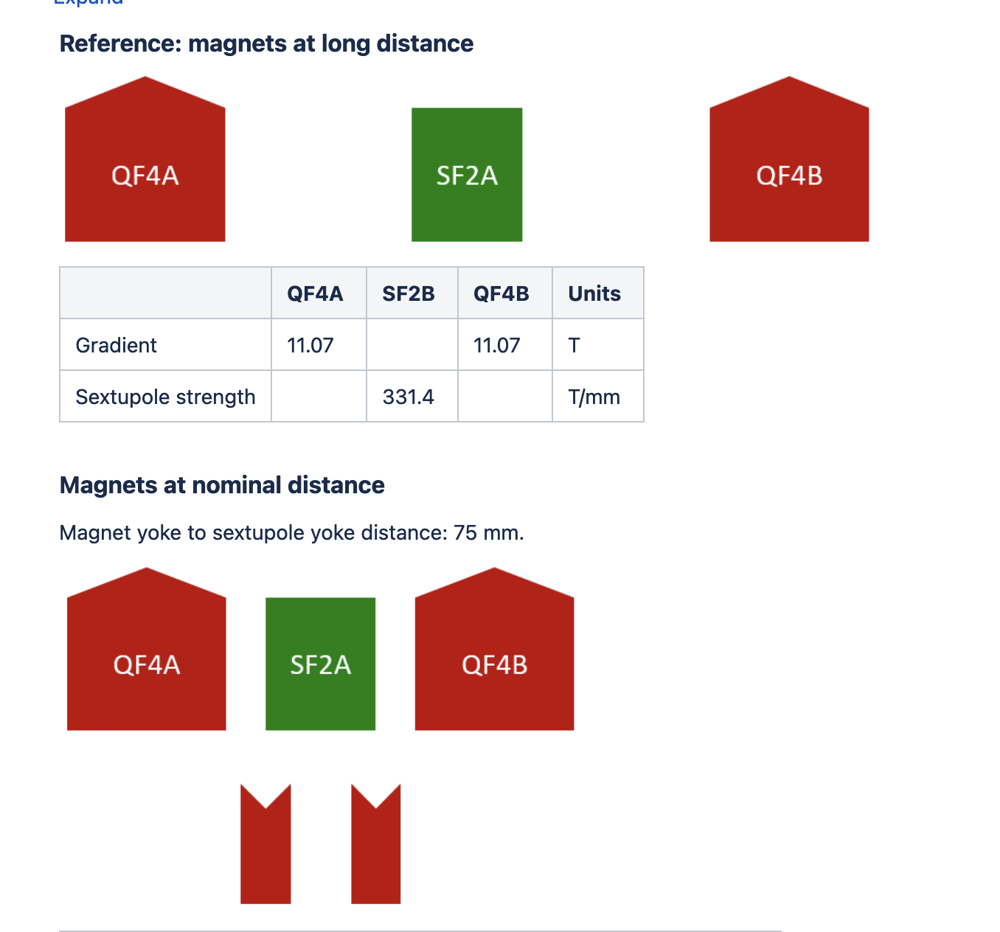 Expand
Reference: magnets at long distance
QF4A SF2A QF4B
QF4A SF2B QF4B Units
Gradient 11.07 11.07 T
Sextupole strength 331.4 T/mm
Magnets at nominal distance
Magnet yoke to sextupole yoke distance: 75 mm.
QF4A SF2A QF4B